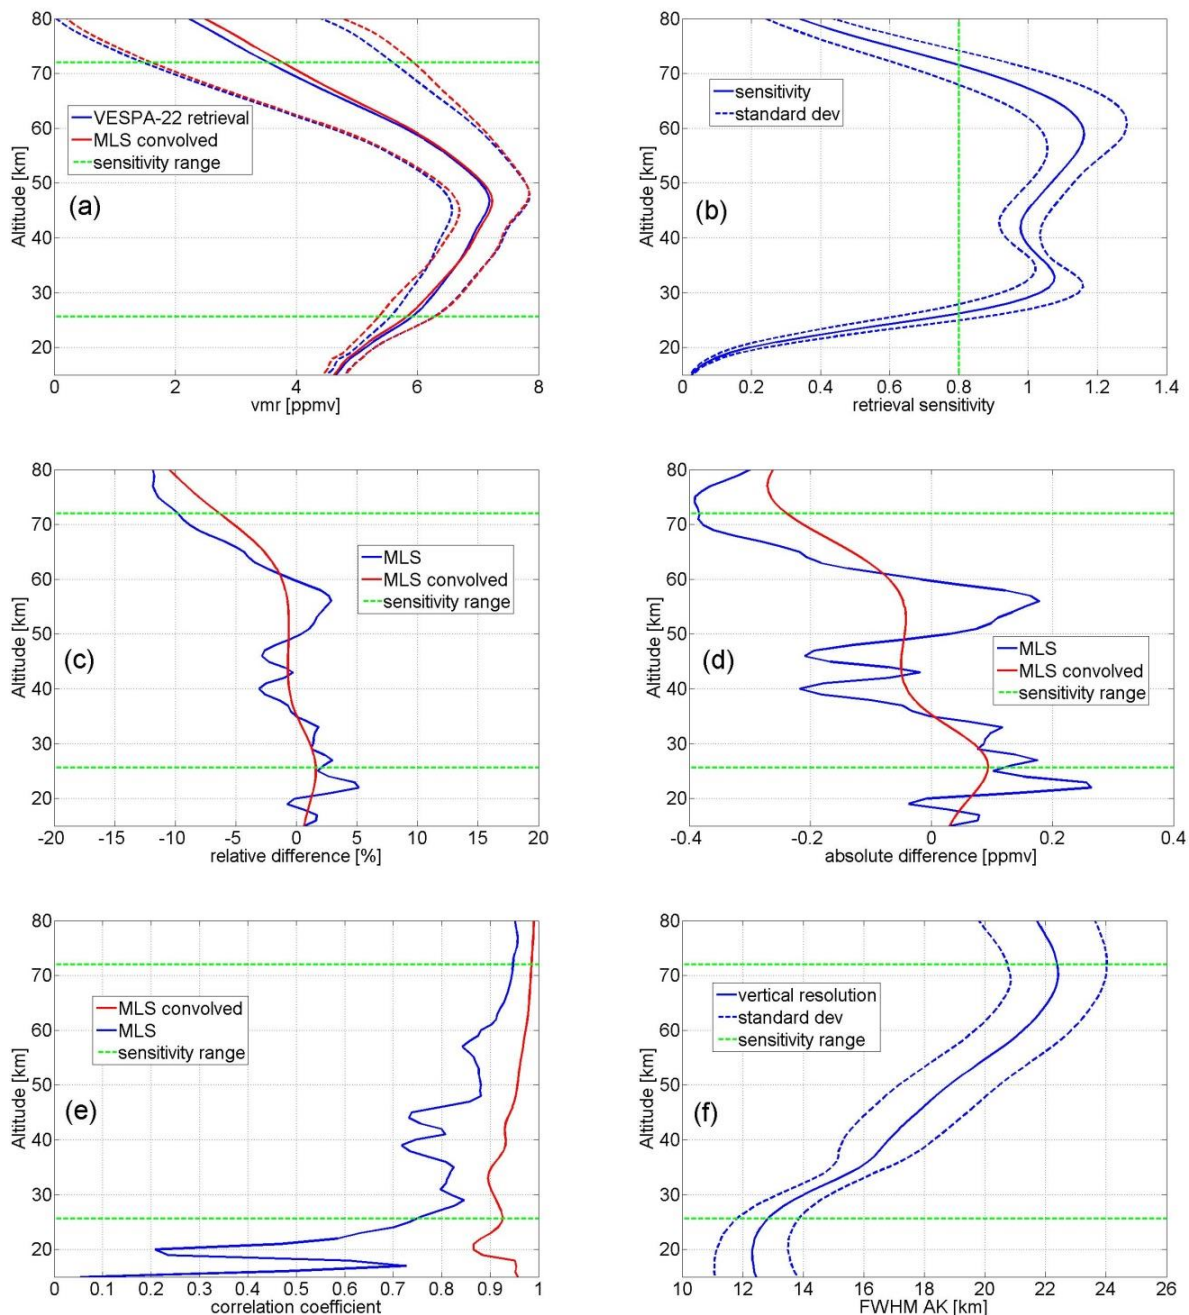 80
70
60
50
40
30
20
Altitude [km]
VESPA-22 retrieval
MLS convolved
sensitivity range
(a)
0 2 4 6 8
vmr [ppmv]
80
70
60
50
40
30
20
Altitude [km]
sensitivity
standard dev
(b)
0 0.2 0.4 0.6 0.8 1 1.2 1.4
retrieval sensitivity
80
70
60
50
40
30
20
Altitude [km]
MLS
MLS convolved
sensitivity range
(c)
-20 -15 -10 -5 0 5 10 15 20
relative difference [%]
80
70
60
50
40
30
20
Altitude [km]
MLS
MLS convolved
sensitivity range
(d)
-0.4 -0.2 0 0.2 0.4
absolute difference [ppmv]
80
70
60
50
40
30
20
Altitude [km]
MLS convolved
MLS
sensitivity range
(e)
0 0.1 0.2 0.3 0.4 0.5 0.6 0.7 0.8 0.9 1
correlation coefficient
80
70
60
50
40
30
20
Altitude [km]
vertical resolution
standard dev
sensitivity range
(f)
10 12 14 16 18 20 22 24 26
FWHM AK [km]